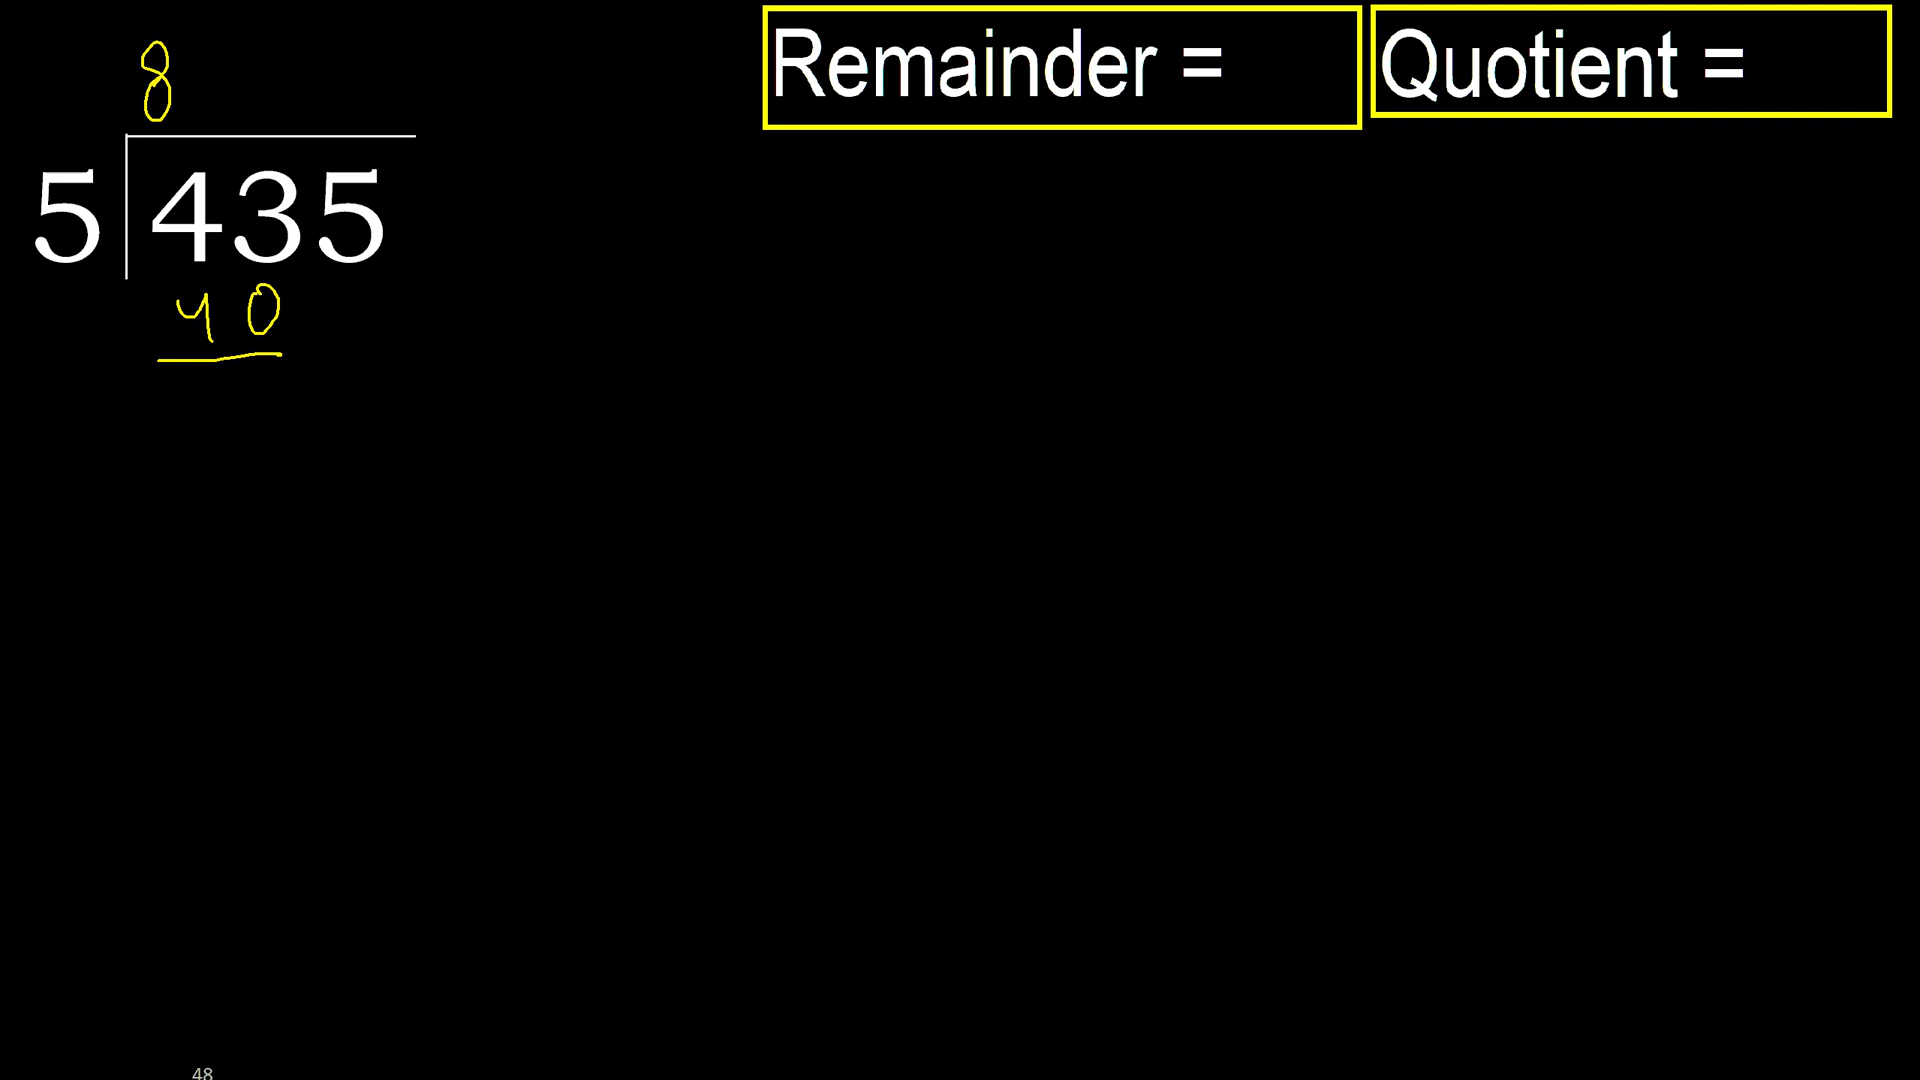 Remainder = Quotient =
8
5 435
40
48